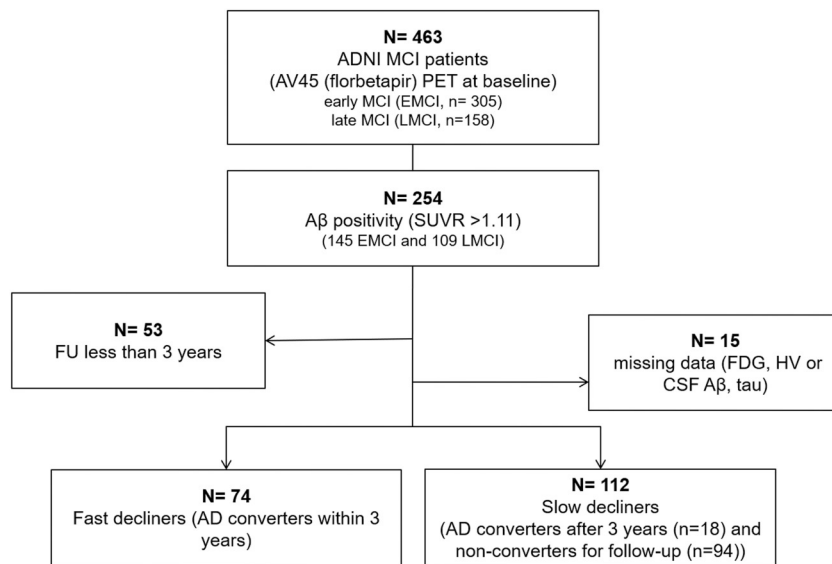 N= 463
ADNI MCI patients
(AV45 (florbetapir) PET at baseline)
early MCI (EMCI, n= 305)
late MCI (LMCI, n=158)
N= 254
Aβ positivity (SUVR >1.11)
(145 EMCI and 109 LMCI)
N= 53
FU less than 3 years
N= 15
missing data (FDG, HV or
CSF Aβ, tau)
N= 74
Fast decliners (AD converters within 3
years)
N= 112
Slow decliners
(AD converters after 3 years (n=18) and
non-converters for follow-up (n=94))